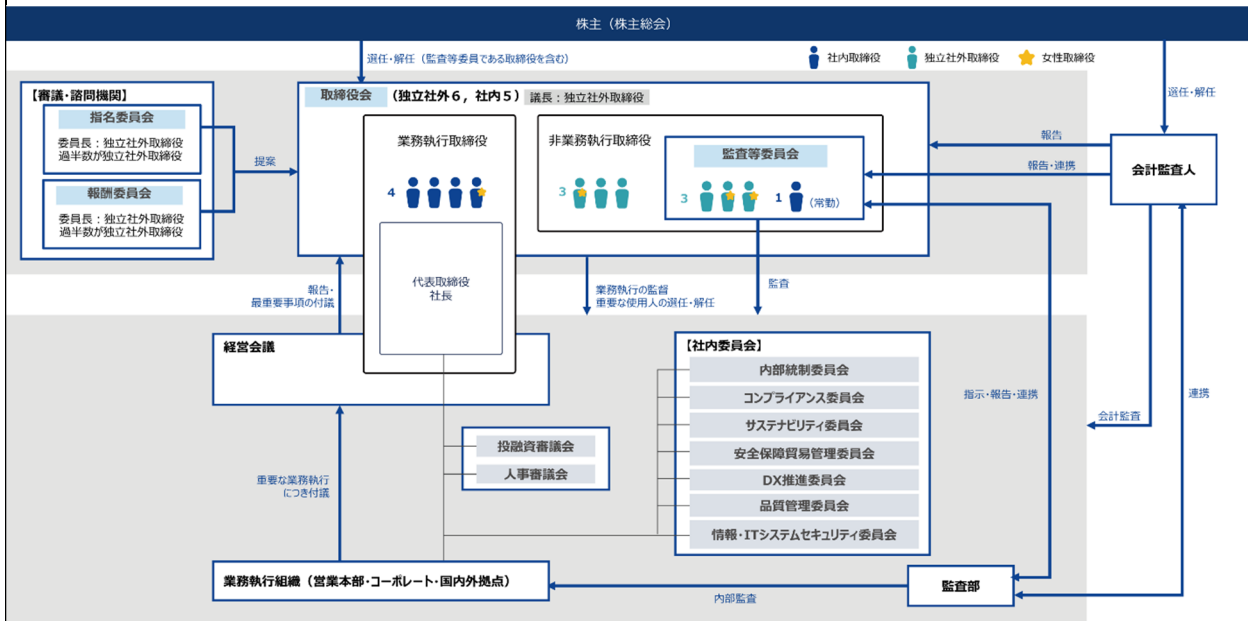 株主（株主総会）
選任・解任（監査等委員である取締役を含む）
社内取締役
独立社外取締役
女性取締役
【審議・諮問機関】
指名委員会
委員長：独立社外取締役
過半数が独立社外取締役
報酬委員会
委員長：独立社外取締役
過半数が独立社外取締役
提案
取締役会
（独立社外６，社内５）
議長：独立社外取締役
業務執行取締役
4
代表取締役
社長
非業務執行取締役
3
監査等委員会
3
1
（常勤）
選任・解任
報告
報告・連携
会計監査人
報告・
最重要事項の付議
業務執行の監督
重要な使用人の選任・解任
監査
経営会議
投融資審議会
人事審議会
【社内委員会】
内部統制委員会
コンプライアンス委員会
サステナビリティ委員会
安全保障貿易管理委員会
DX推進委員会
品質管理委員会
情報・ITシステムセキュリティ委員会
指示・報告・連携
会計監査
連携
重要な業務執行
につき付議
業務執行組織（営業本部・コーポレート・国内外拠点）
内部監査
監査部